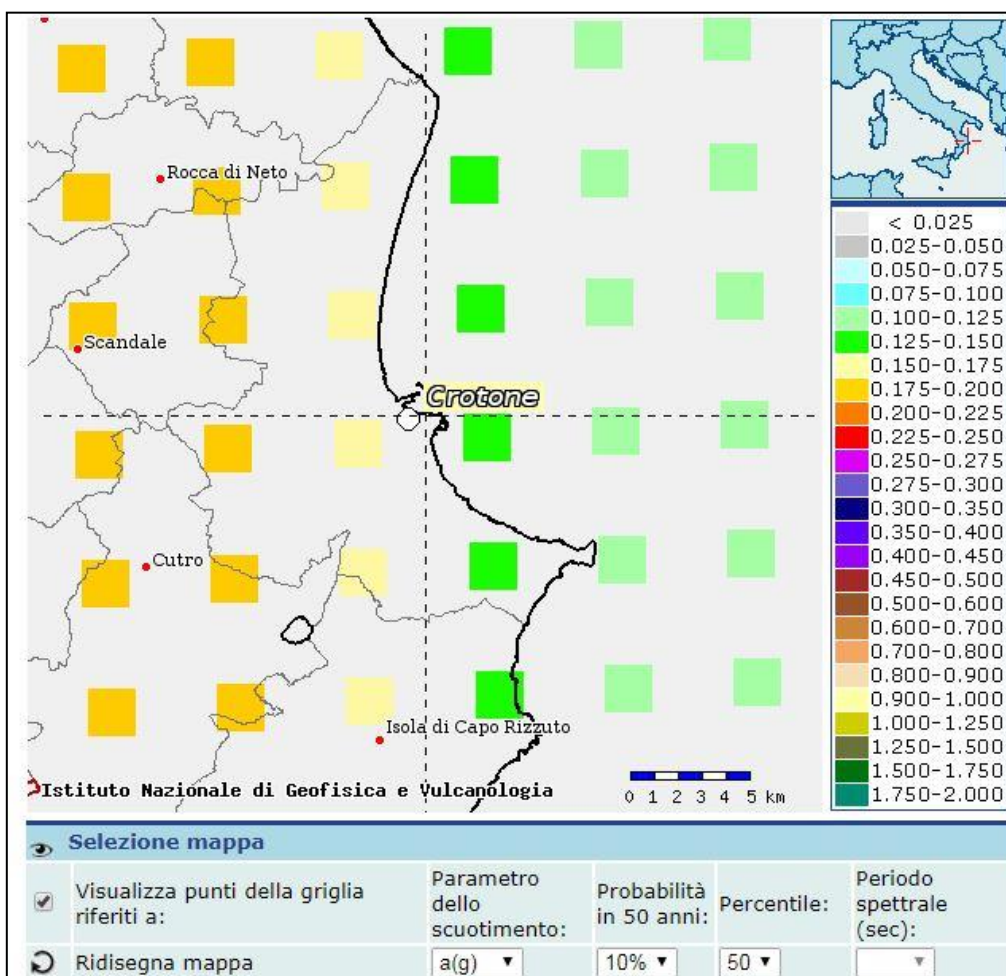 Rocca di Neto
Scandale
Crotone
Cutro
Isola di Capo Rizzuto
Istituto Nazionale di Geofisica e Vulcanologia
0 1 2 3 4 5 km
< 0.025
0.025-0.050
0.050-0.075
0.075-0.100
0.100-0.125
0.125-0.150
0.150-0.175
0.175-0.200
0.200-0.225
0.225-0.250
0.250-0.275
0.275-0.300
0.300-0.350
0.350-0.400
0.400-0.450
0.450-0.500
0.500-0.600
0.600-0.700
0.700-0.800
0.800-0.900
0.900-1.000
1.000-1.250
1.250-1.500
1.500-1.750
1.750-2.000
Selezione mappa
Visualizza punti della griglia
riferiti a:
Parametro
dello
scuotimento:
Probabilità
in 50 anni:
Percentile:
Periodo
spettrale
(sec):
Ridisegna mappa
a(g)
10%
50